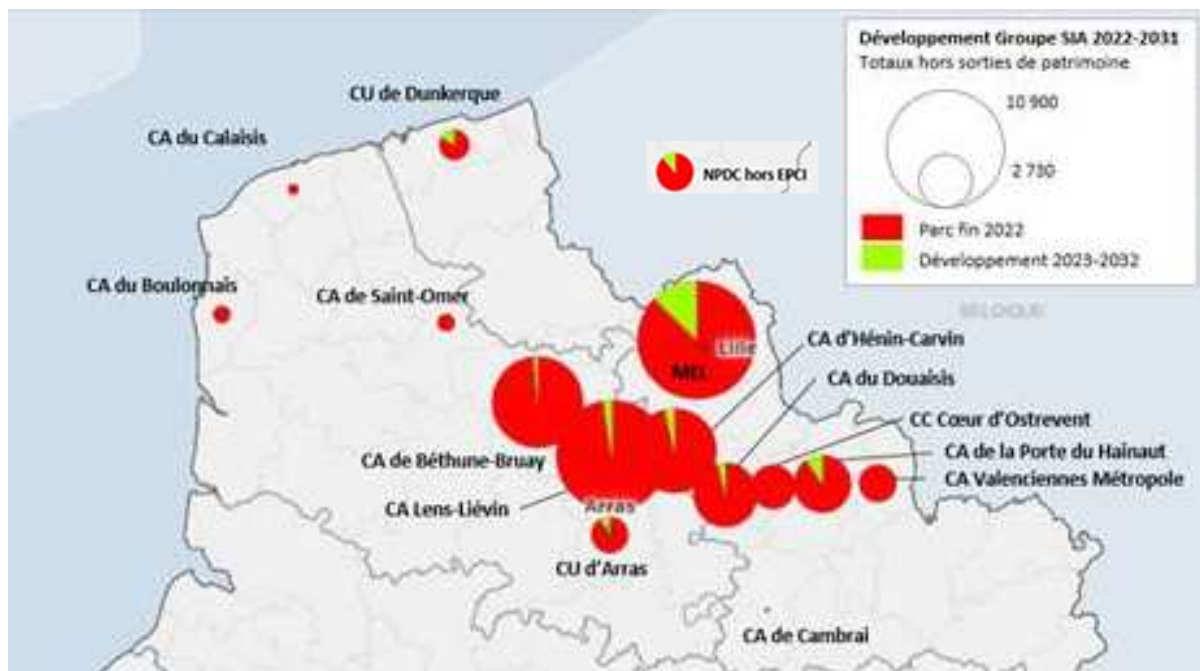 Développement Groupe SIA 2022-2031
Totaux hors sorties de patrimoine
10 900
2 730
Parc fin 2022
Développement 2023-2032
CU de Dunkerque
CA du Calaisis
NPDC hors EPCI
CA du Boulonnais
CA de Saint-Omer
BELGIQUE
Lille
MEL
CA d'Hénin-Carvin
CA du Douaisis
CC Cœur d'Ostrevent
CA de la Porte du Hainaut
CA de Béthune-Bruay
CA Valenciennes Métropole
CA Lens-Liévin
Arras
CU d'Arras
CA de Cambrai